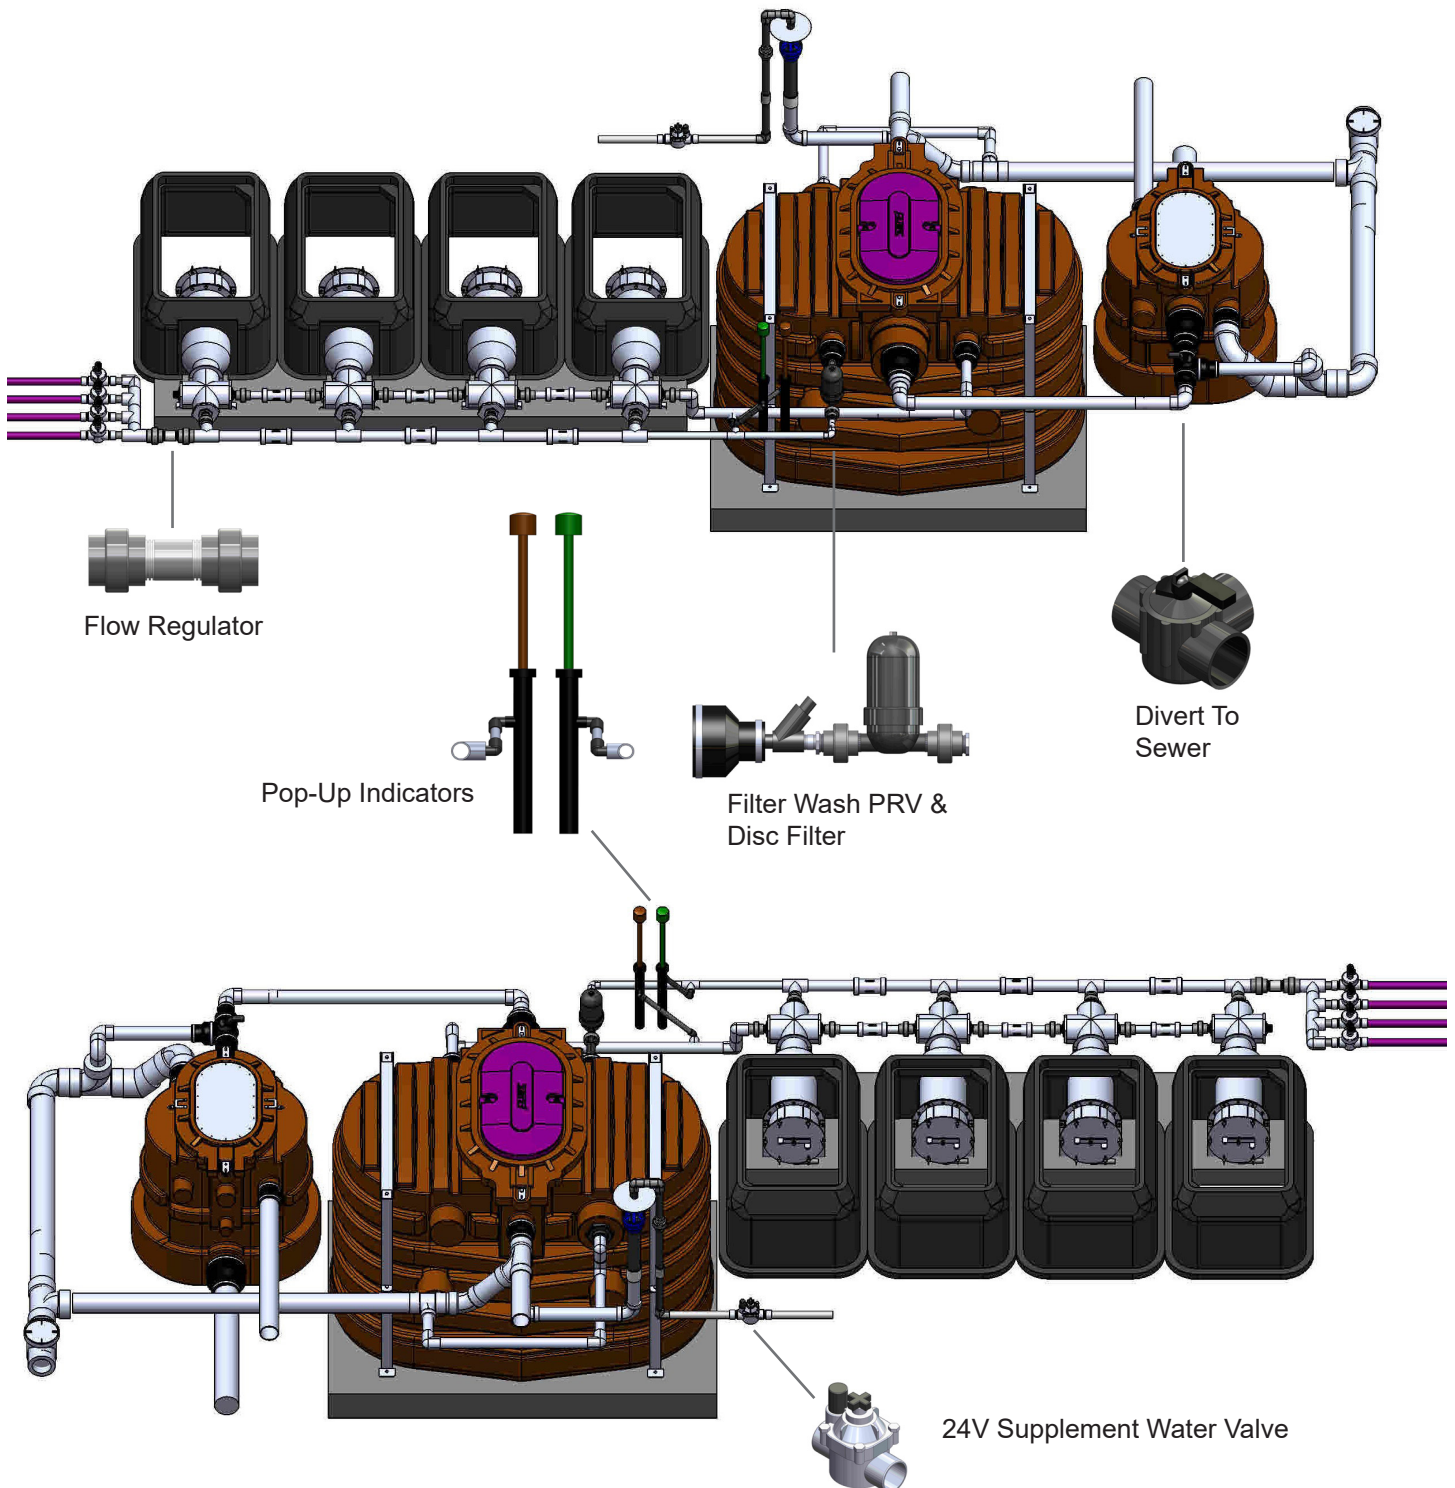 Flow Regulator
Pop-Up Indicators
Filter Wash PRV &
Disc Filter
Divert To
Sewer
24V Supplement Water Valve